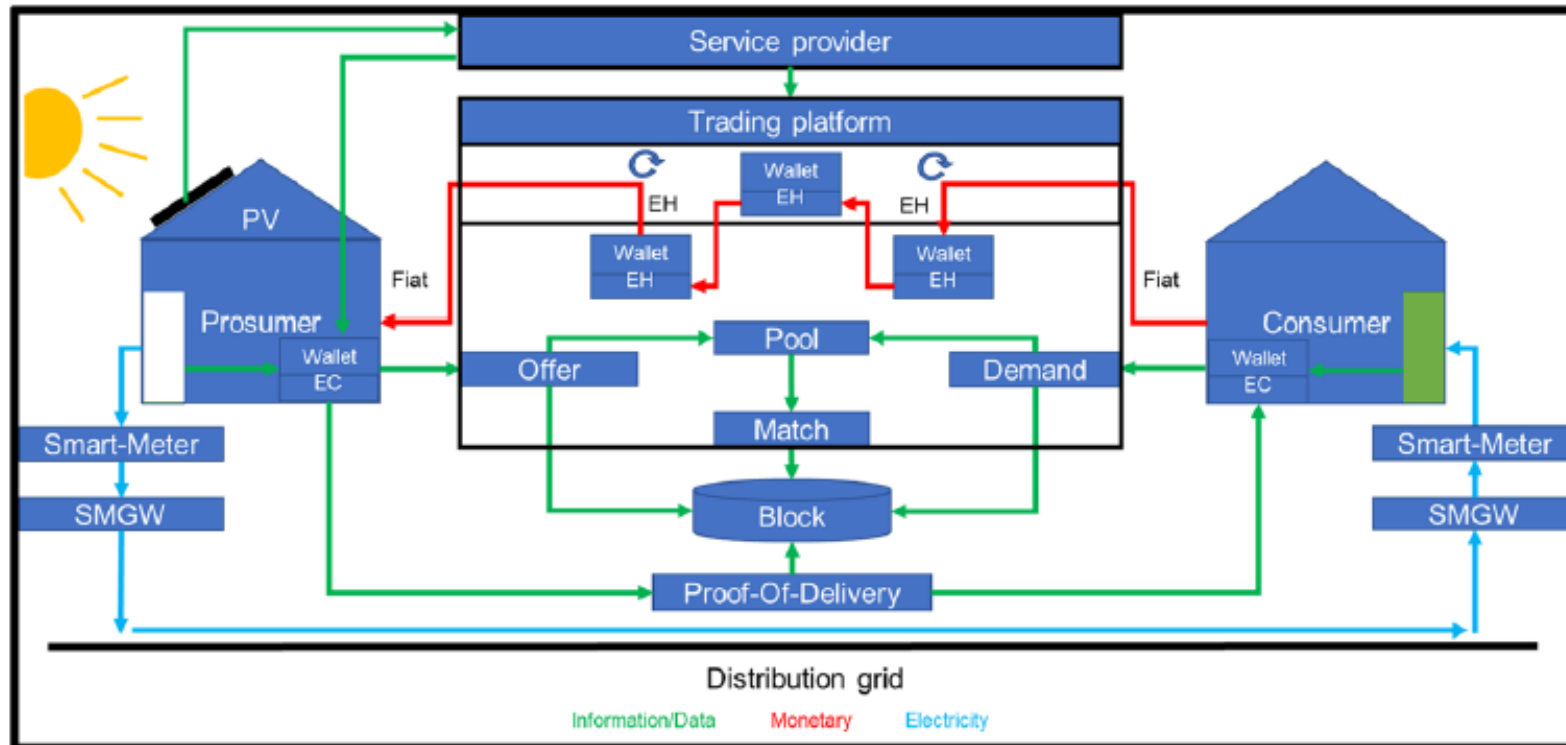 Service provider
Trading platform
Wallet
EH
EH
EH
PV
Wallet
EH
Wallet
EH
Fiat
Fiat
Prosumer
Consumer
Pool
Wallet
EC
Offer
Demand
Wallet
EC
Match
Smart-Meter
Smart-Meter
SMGW
SMGW
Block
Proof-Of-Delivery
Distribution grid
Information/Data Monetary Electricity